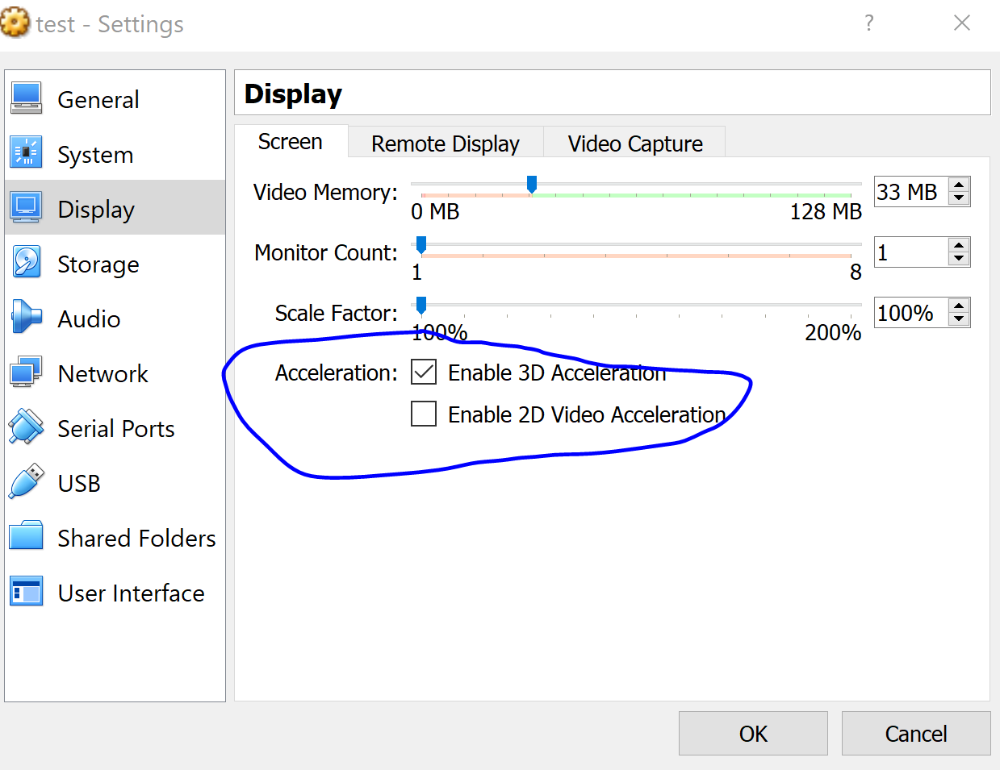 test - Settings
?
General
System
Display
Storage
Audio
Network
Serial Ports
USB
Shared Folders
User Interface
Display
Screen
Remote Display
Video Capture
Video Memory:
33 MB
0 MB
128 MB
Monitor Count:
1
1
8
Scale Factor:
100%
100%
200%
Acceleration:
Enable 3D Acceleration
Enable 2D Video Acceleration
OK
Cancel